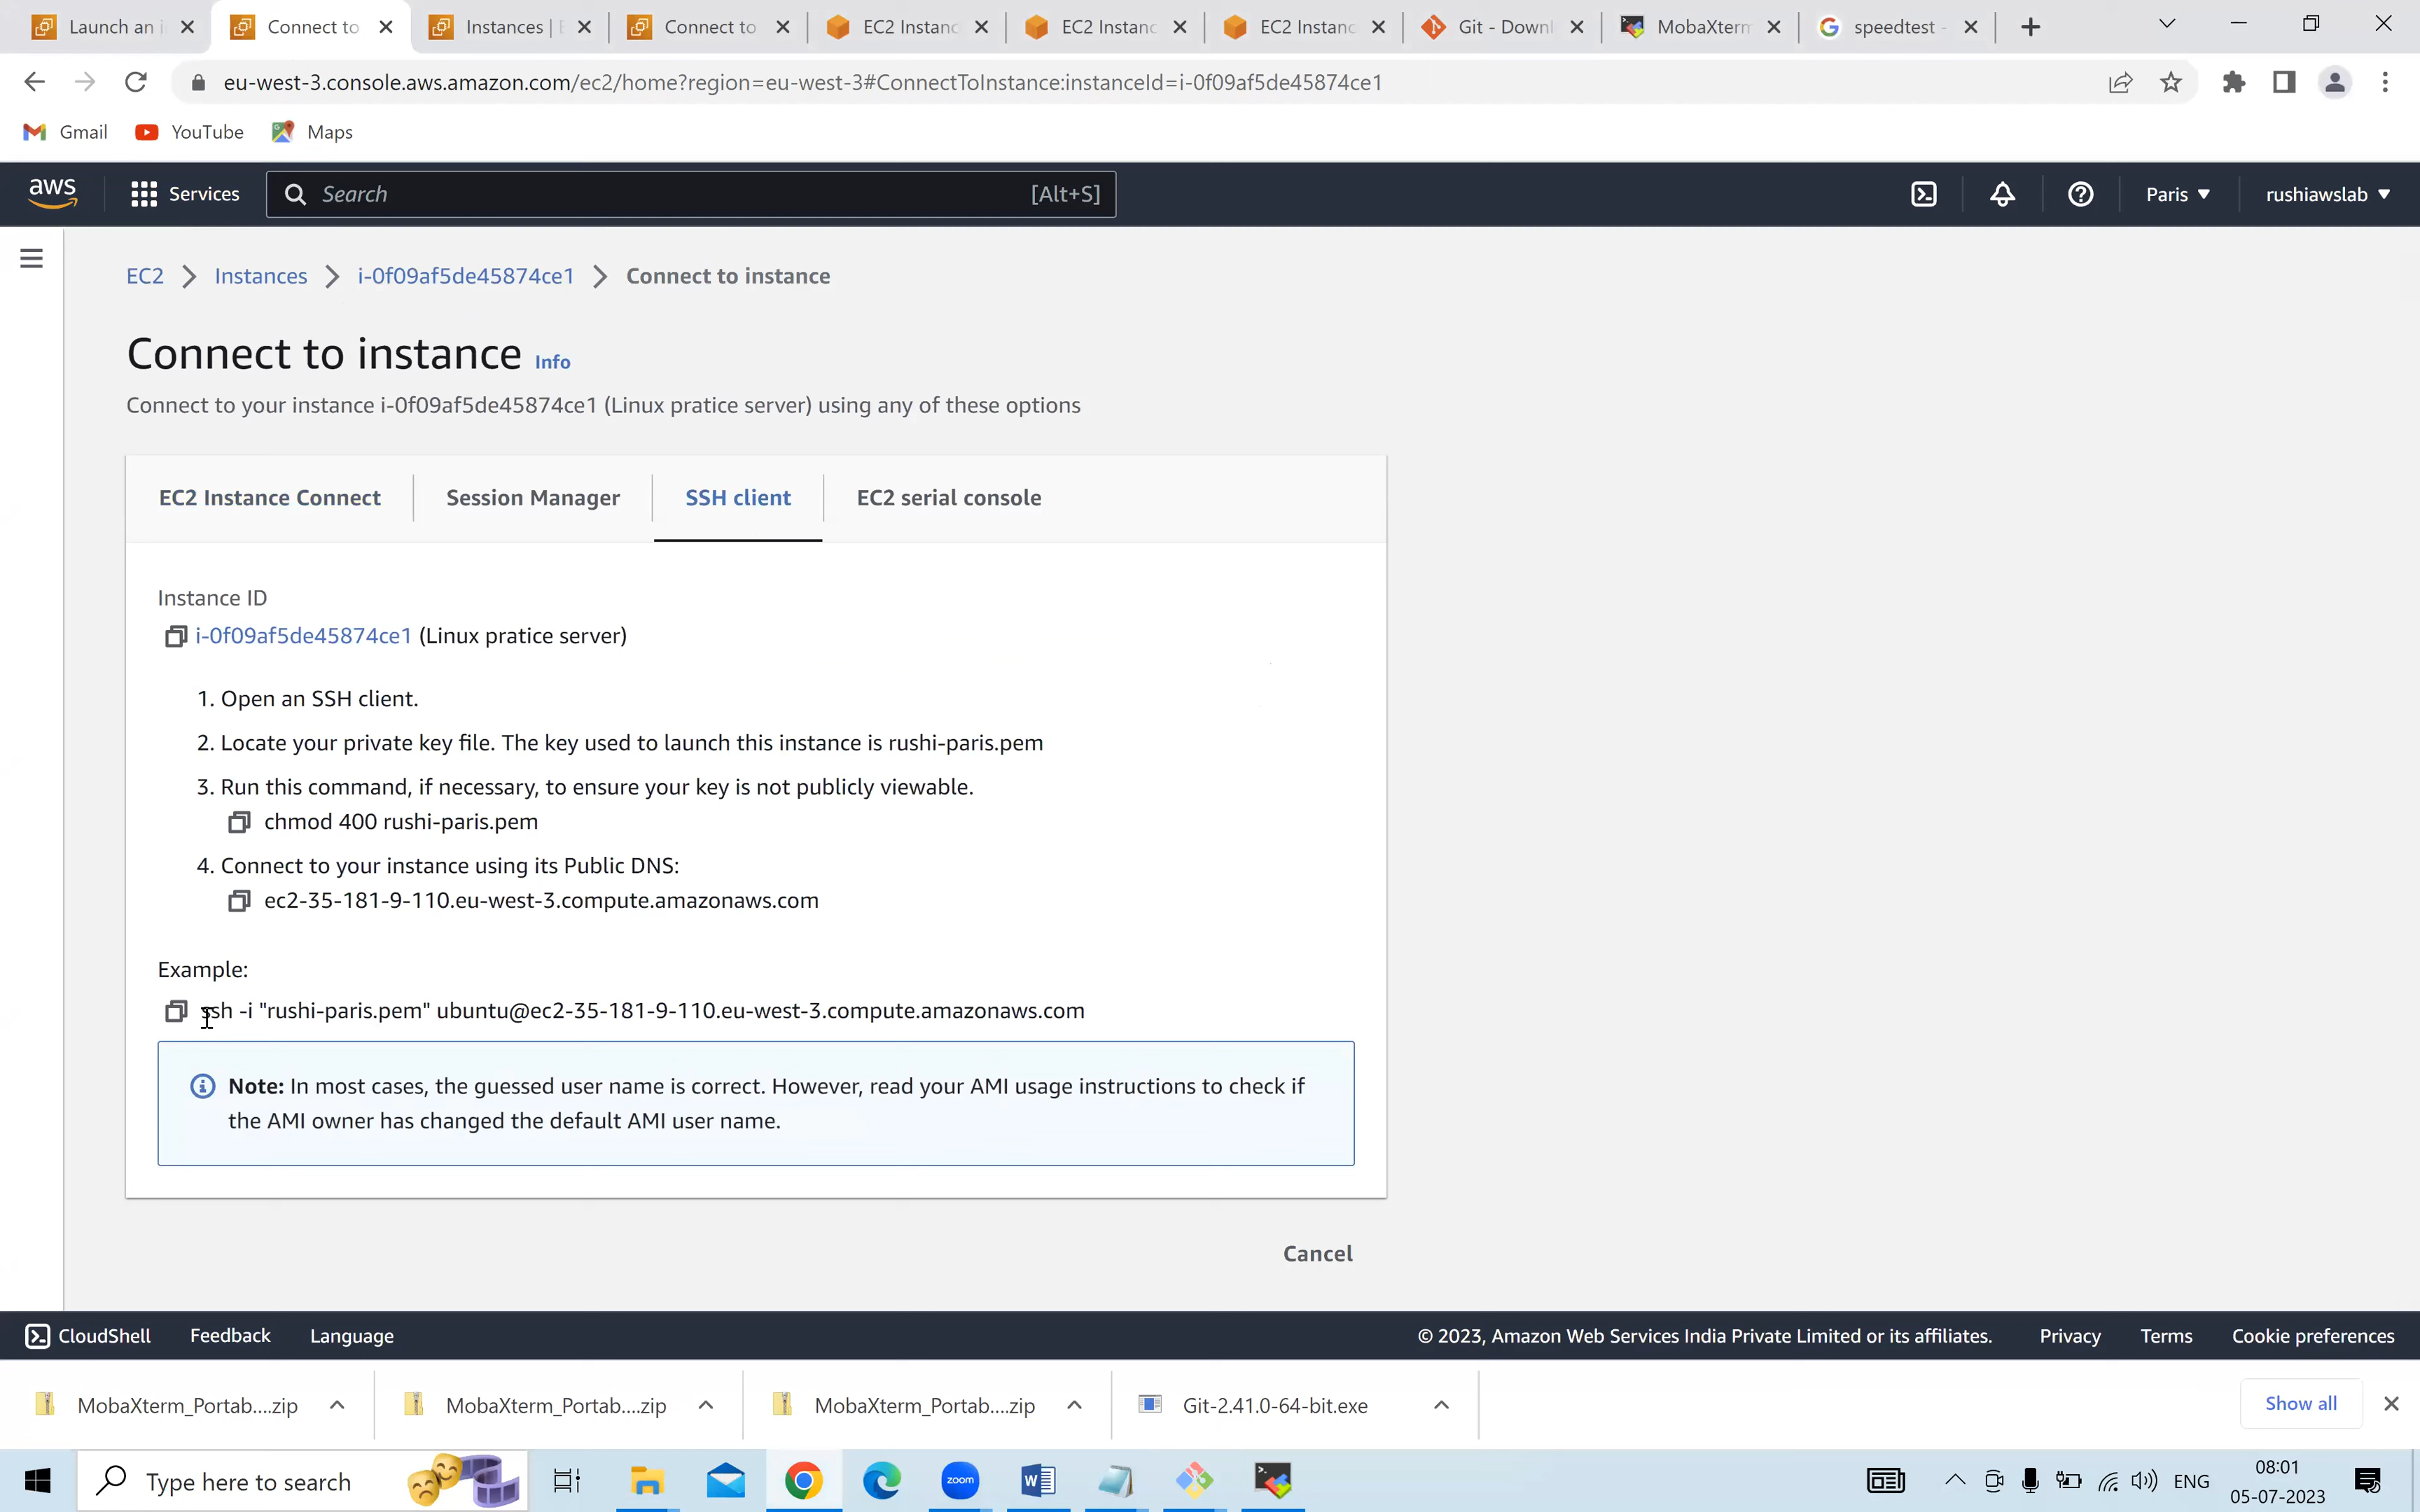 Launch an i
Connect to
Instances | E
Connect to
EC2 Instanc
EC2 Instanc
EC2 Instanc
Git - Downl
MobaXterm
speedtest -
eu-west-3.console.aws.amazon.com/ec2/home?region=eu-west-3#ConnectToInstance:instanceId=i-0f09af5de45874ce1
Gmail
YouTube
Maps
aws
Services
Search
[Alt+S]
Paris
rushiawslab
EC2
Instances
i-0f09af5de45874ce1
Connect to instance
Connect to instance Info
Connect to your instance i-0f09af5de45874ce1 (Linux pratice server) using any of these options
EC2 Instance Connect
Session Manager
SSH client
EC2 serial console
Instance ID
i-0f09af5de45874ce1 (Linux pratice server)
1. Open an SSH client.
2. Locate your private key file. The key used to launch this instance is rushi-paris.pem
3. Run this command, if necessary, to ensure your key is not publicly viewable.
chmod 400 rushi-paris.pem
4. Connect to your instance using its Public DNS:
ec2-35-181-9-110.eu-west-3.compute.amazonaws.com
Example:
ssh -i "rushi-paris.pem" ubuntu@ec2-35-181-9-110.eu-west-3.compute.amazonaws.com
Note: In most cases, the guessed user name is correct. However, read your AMI usage instructions to check if
the AMI owner has changed the default AMI user name.
Cancel
CloudShell
Feedback
Language
© 2023, Amazon Web Services India Private Limited or its affiliates.
Privacy
Terms
Cookie preferences
MobaXterm_Portab....zip
MobaXterm_Portab....zip
MobaXterm_Portab....zip
Git-2.41.0-64-bit.exe
Show all
Type here to search
zoom
W
ENG
08:01
05-07-2023